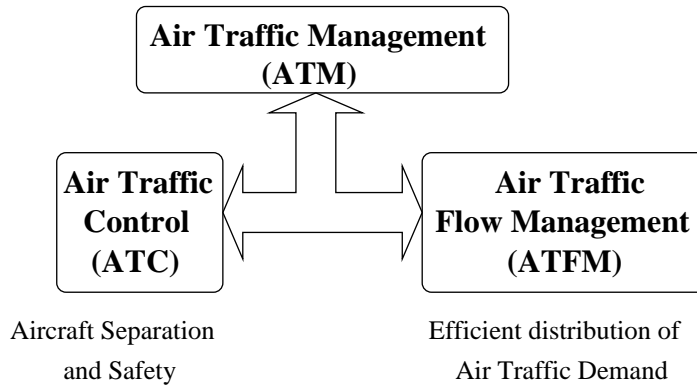 Air Traffic Management
(ATM)
Air Traffic
Control
(ATC)
Air Traffic
Flow Management
(ATFM)
Aircraft Separation
and Safety
Efficient distribution of
Air Traffic Demand